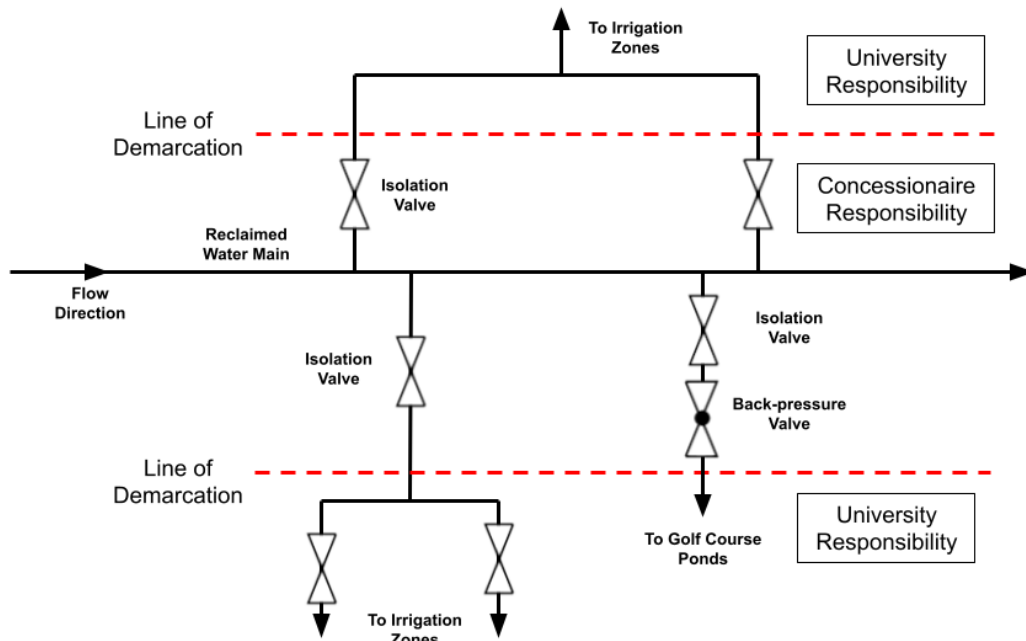 To Irrigation
Zones
University
Responsibility
Line of
Demarcation
Isolation
Valve
Concessionaire
Responsibility
Reclaimed
Water Main
Flow
Direction
Isolation
Valve
Isolation
Valve
Back-pressure
Valve
Line of
Demarcation
To Golf Course
Ponds
University
Responsibility
To Irrigation
Zones